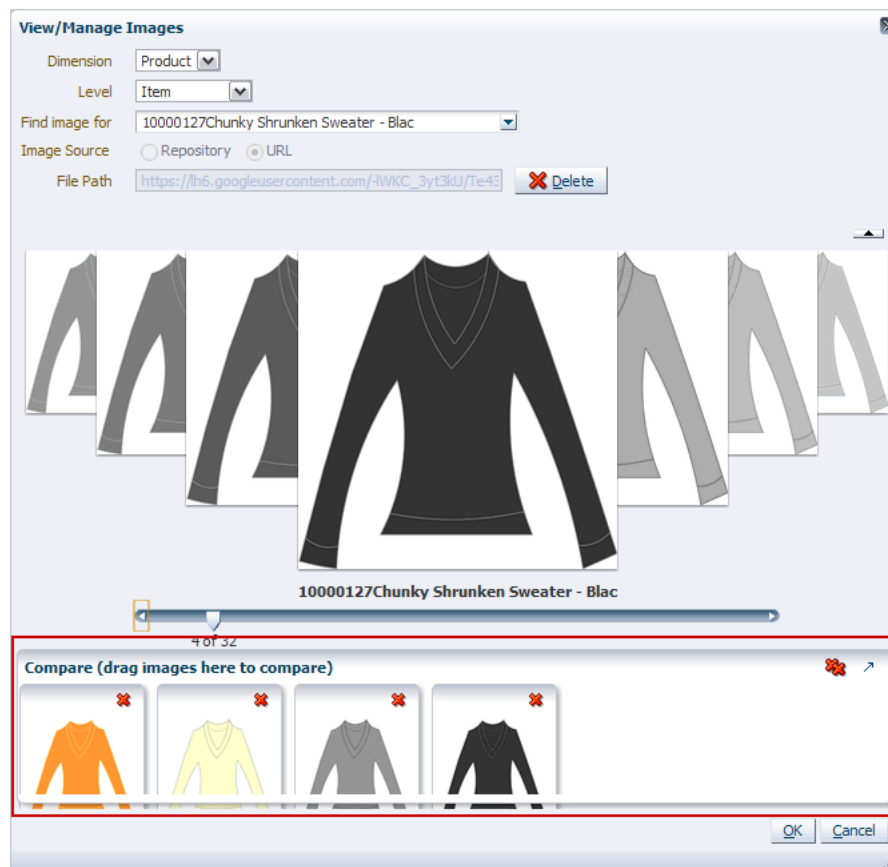 View/Manage Images
Dimension Product
Level Item
Find image for 10000127Chunky Shrunken Sweater - Blac
Image Source Repository URL
File Path https://lh6.googleusercontent.com/-lWKC_3yt3kU/Te43 Delete
10000127Chunky Shrunken Sweater - Blac
4 of 32
Compare (drag images here to compare)
OK Cancel